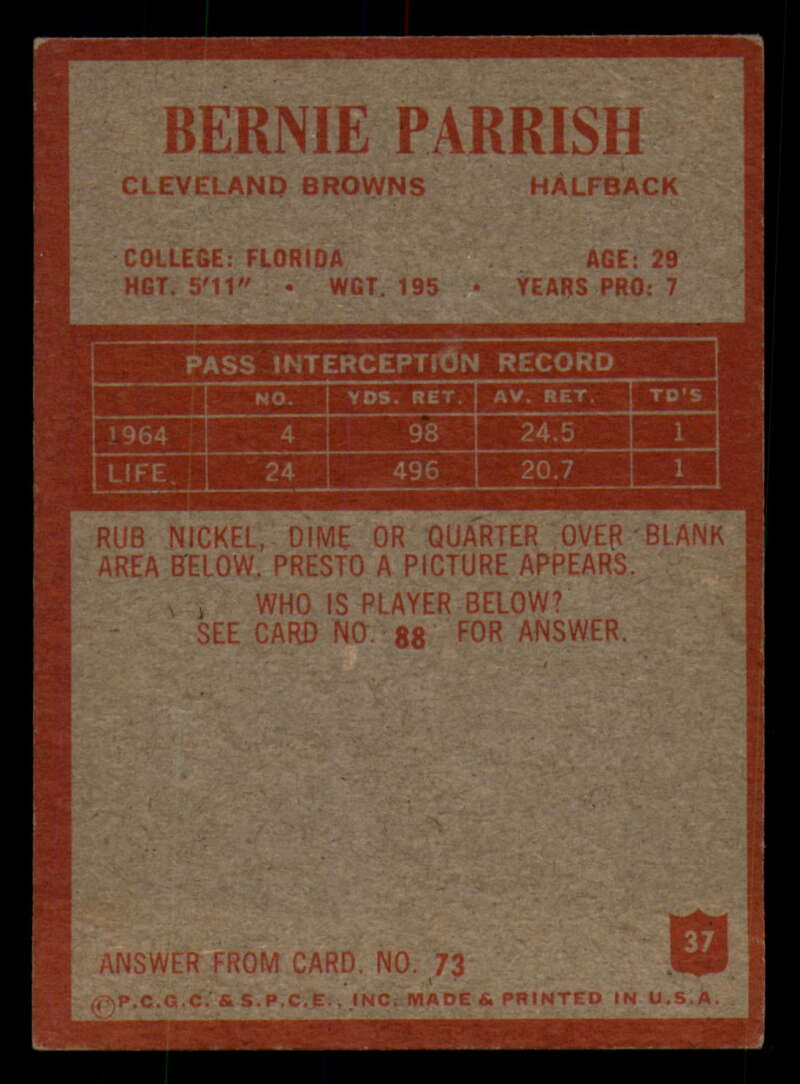 BERNIE PARRISH
CLEVELAND BROWNS HALFBACK
COLLEGE: FLORIDA AGE: 29
HGT. 5'11" • WGT. 195 • YEARS PRO: 7
PASS INTERCEPTION RECORD
NO. YDS. RET. AV. RET. TD'S
1964 4 98 24.5 1
LIFE 24 496 20.7 1
RUB NICKEL, DIME OR QUARTER OVER BLANK
AREA BELOW. PRESTO A PICTURE APPEARS.
WHO IS PLAYER BELOW?
SEE CARD NO. 88 FOR ANSWER.
37
ANSWER FROM CARD. NO. 73
©P.C.G.C. & S.P.C.E., INC. MADE & PRINTED IN U.S.A.